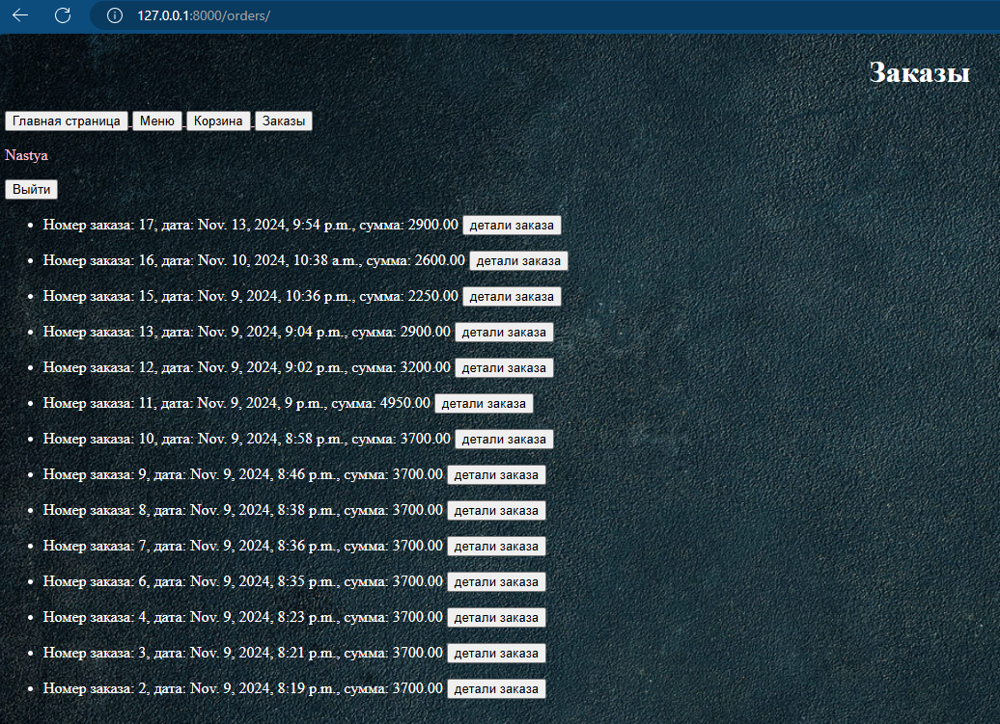 127.0.0.1:8000/orders/
Заказы
Главная страница Меню Корзина Заказы
Nastya
Выйти
Номер заказа: 17, дата: Nov. 13, 2024, 9:54 p.m., сумма: 2900.00 детали заказа
Номер заказа: 16, дата: Nov. 10, 2024, 10:38 a.m., сумма: 2600.00 детали заказа
Номер заказа: 15, дата: Nov. 9, 2024, 10:36 p.m., сумма: 2250.00 детали заказа
Номер заказа: 13, дата: Nov. 9, 2024, 9:04 p.m., сумма: 2900.00 детали заказа
Номер заказа: 12, дата: Nov. 9, 2024, 9:02 p.m., сумма: 3200.00 детали заказа
Номер заказа: 11, дата: Nov. 9, 2024, 9 p.m., сумма: 4950.00 детали заказа
Номер заказа: 10, дата: Nov. 9, 2024, 8:58 p.m., сумма: 3700.00 детали заказа
Номер заказа: 9, дата: Nov. 9, 2024, 8:46 p.m., сумма: 3700.00 детали заказа
Номер заказа: 8, дата: Nov. 9, 2024, 8:38 p.m., сумма: 3700.00 детали заказа
Номер заказа: 7, дата: Nov. 9, 2024, 8:36 p.m., сумма: 3700.00 детали заказа
Номер заказа: 6, дата: Nov. 9, 2024, 8:35 p.m., сумма: 3700.00 детали заказа
Номер заказа: 4, дата: Nov. 9, 2024, 8:23 p.m., сумма: 3700.00 детали заказа
Номер заказа: 3, дата: Nov. 9, 2024, 8:21 p.m., сумма: 3700.00 детали заказа
Номер заказа: 2, дата: Nov. 9, 2024, 8:19 p.m., сумма: 3700.00 детали заказа